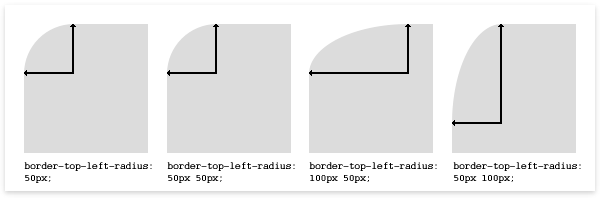 border-top-left-radius:
50px;
border-top-left-radius:
50px 50px;
border-top-left-radius:
100px 50px;
border-top-left-radius:
50px 100px;